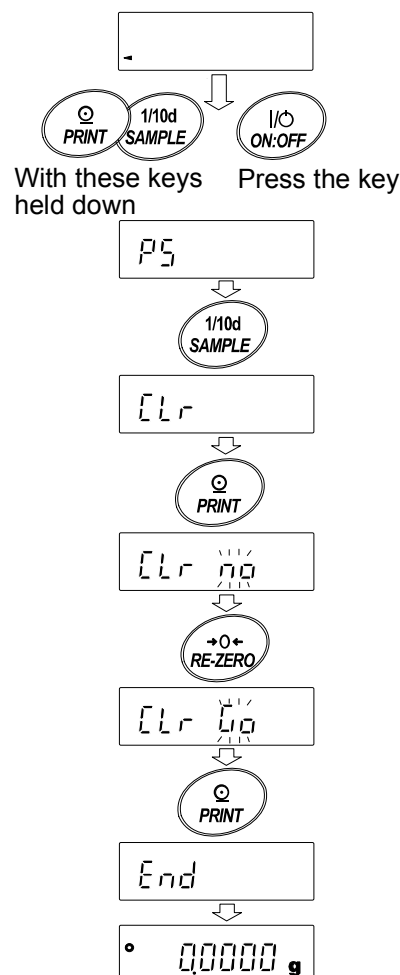 1/10d I/
PRINT SAMPLE ON:OFF
With these keys Press the key
held down
PS
1/10d
SAMPLE
CLr
PRINT
CLr no
→0←
RE-ZERO
CLr Go
PRINT
End
0.0000 g